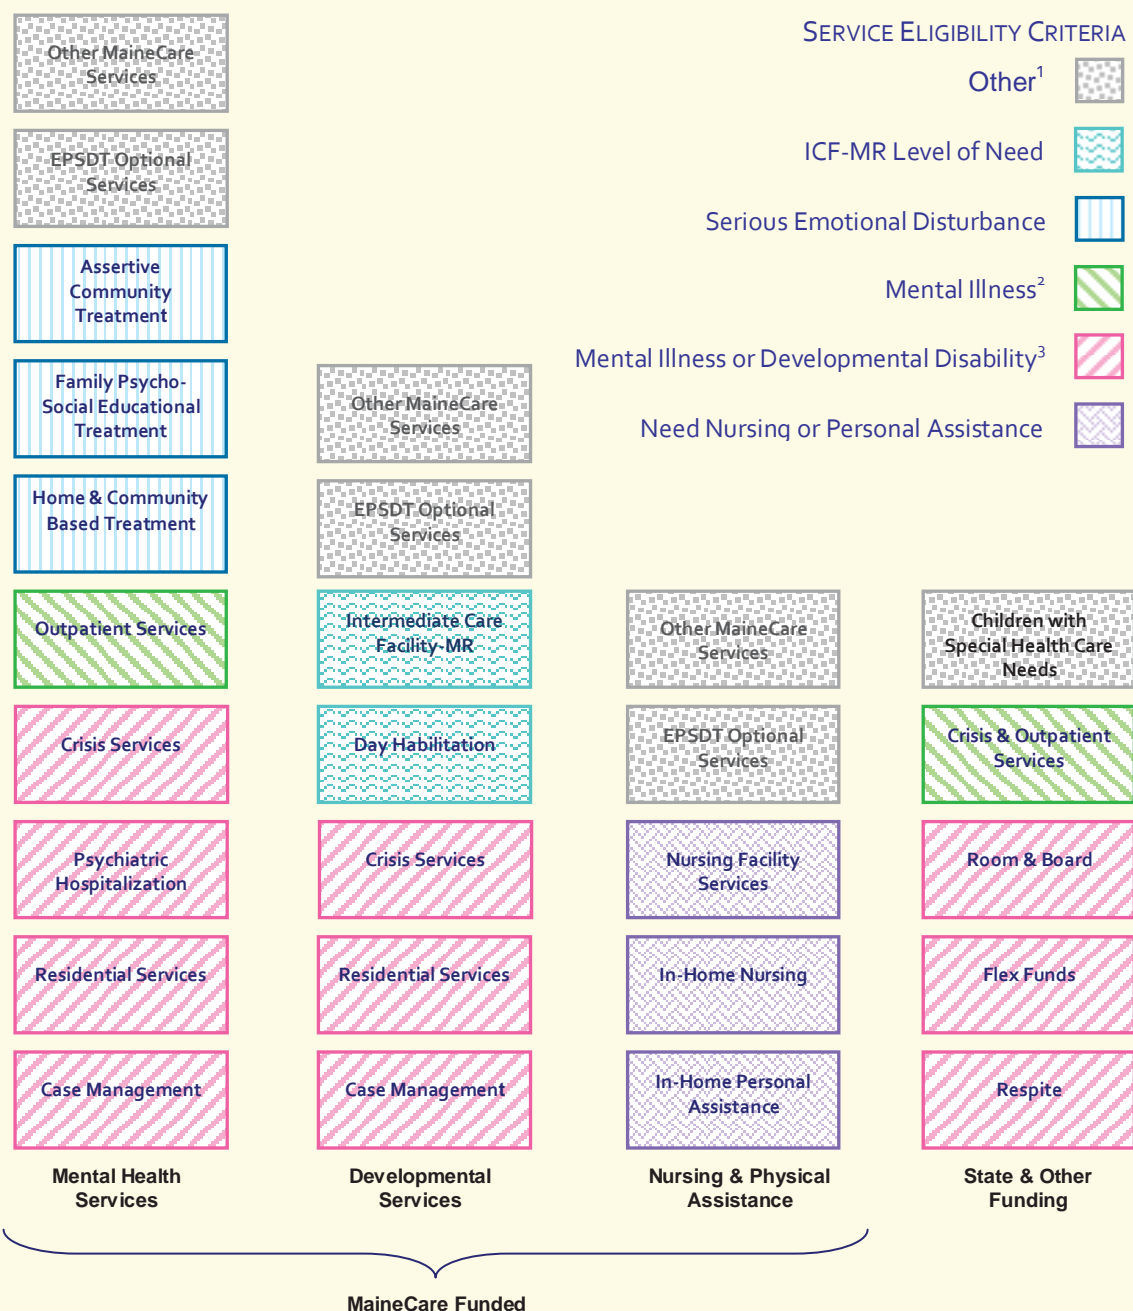 SERVICE ELIGIBILITY CRITERIA
Other¹
ICF-MR Level of Need
Serious Emotional Disturbance
Mental Illness²
Mental Illness or Developmental Disability³
Need Nursing or Personal Assistance
Other MaineCare
Services
EPSDT Optional
Services
Assertive
Community
Treatment
Family Psycho-
Social Educational
Treatment
Home & Community
Based Treatment
Outpatient Services
Crisis Services
Psychiatric
Hospitalization
Residential Services
Case Management
Mental Health
Services
Other MaineCare
Services
EPSDT Optional
Services
Intermediate Care
Facility-MR
Day Habilitation
Crisis Services
Residential Services
Case Management
Developmental
Services
Other MaineCare
Services
EPSDT Optional
Services
Nursing Facility
Services
In-Home Nursing
In-Home Personal
Assistance
Nursing & Physical
Assistance
Children with
Special Health Care
Needs
Crisis & Outpatient
Services
Room & Board
Flex Funds
Respite
State & Other
Funding
MaineCare Funded